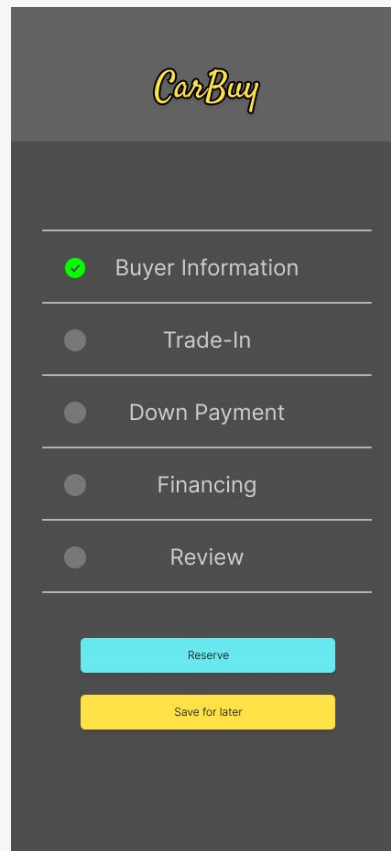 CarBuy
Buyer Information
Trade-In
Down Payment
Financing
Review
Reserve
Save for later